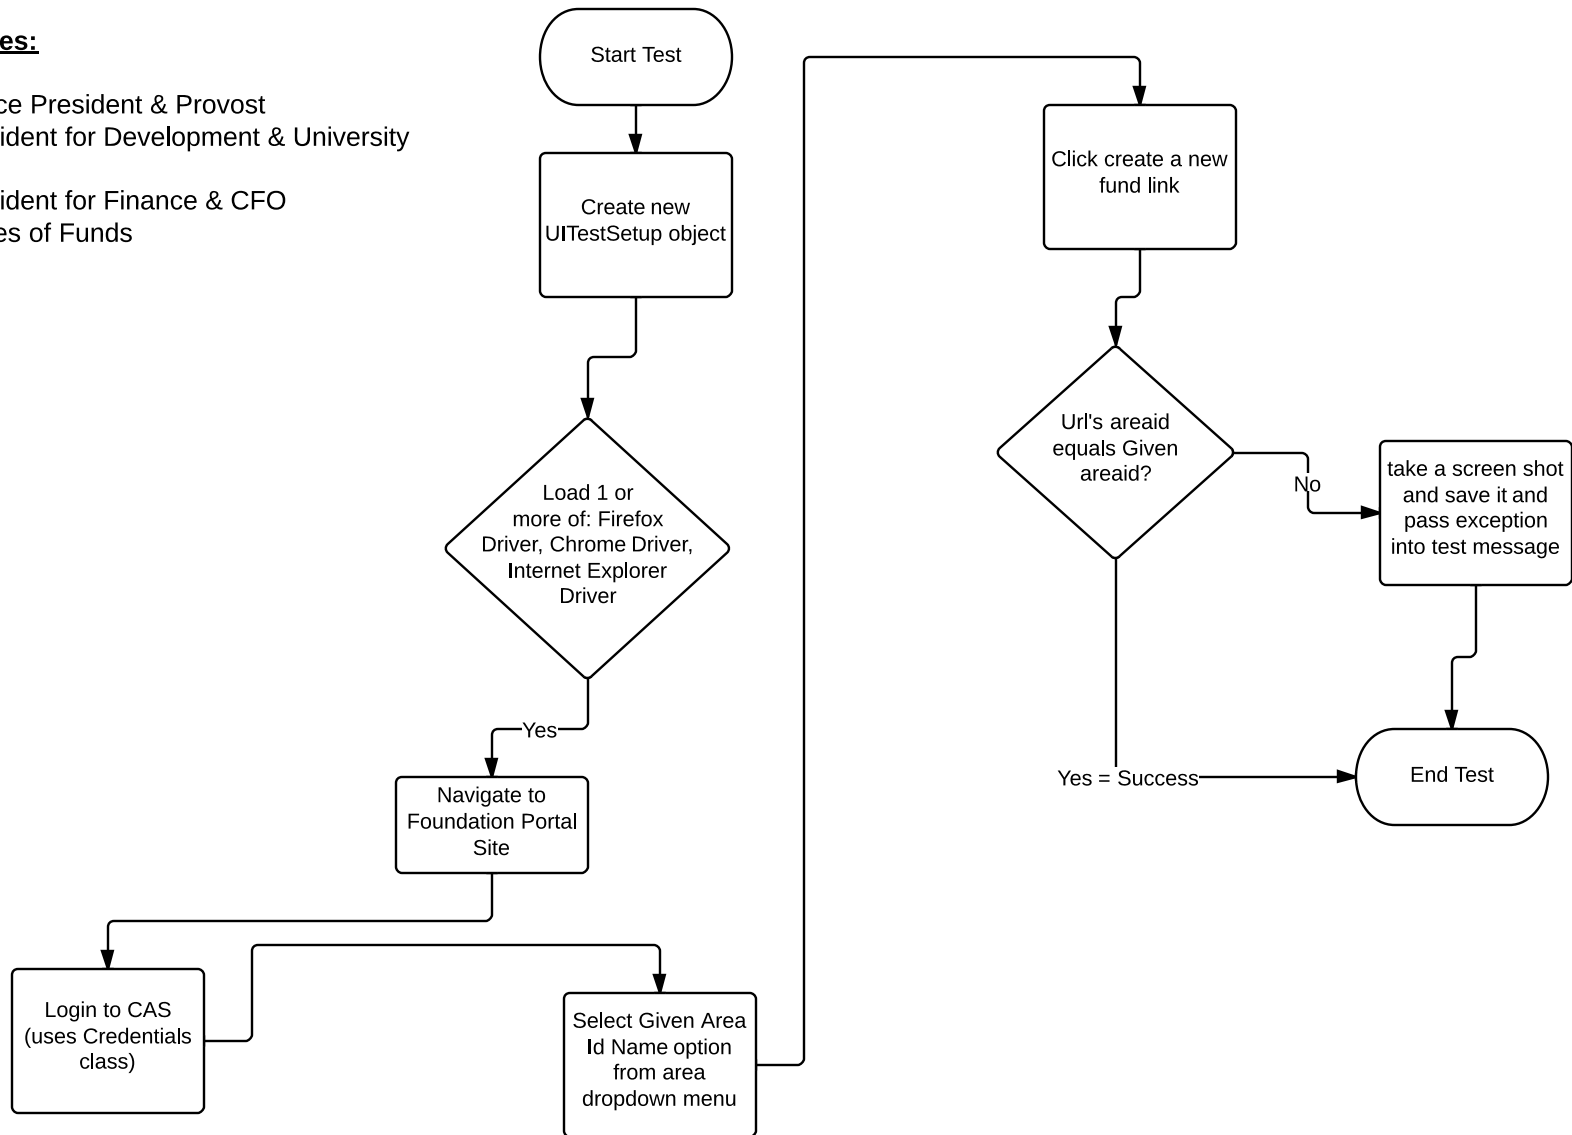 es:
ce President & Provost
ident for Development & University
ident for Finance & CFO
es of Funds
Start Test
Create new
UITestSetup object
Load 1 or
more of: Firefox
Driver, Chrome Driver,
Internet Explorer
Driver
Yes
Navigate to
Foundation Portal
Site
Login to CAS
(uses Credentials
class)
Select Given Area
Id Name option
from area
dropdown menu
Click create a new
fund link
Url's areaid
equals Given
areaid?
No
take a screen shot
and save it and
pass exception
into test message
Yes = Success
End Test